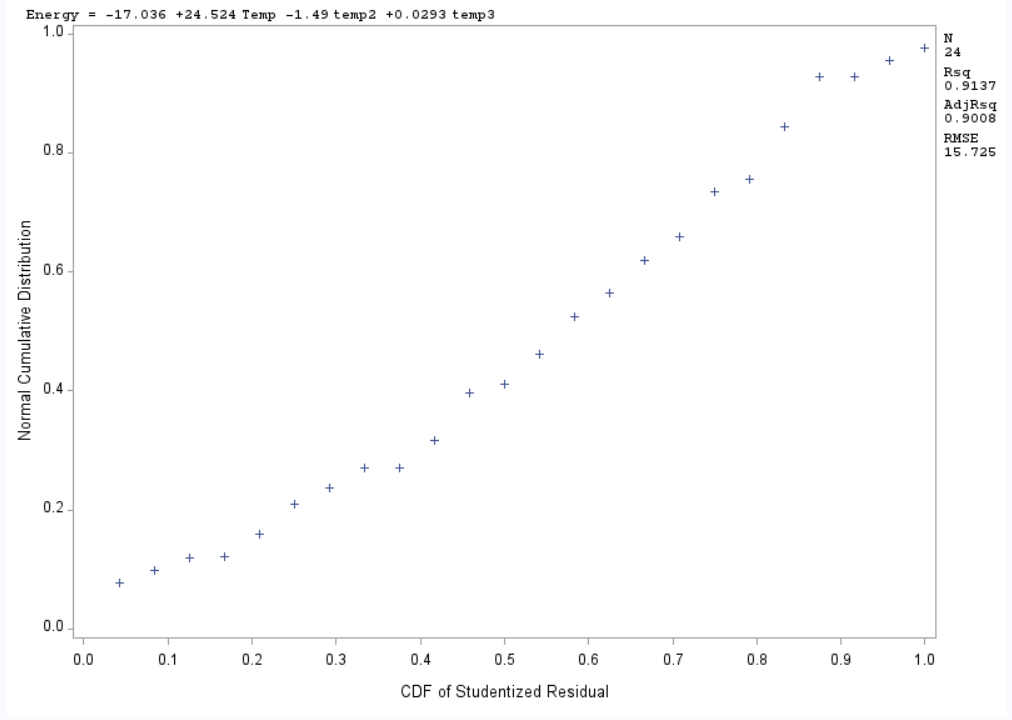 Energy = -17.036 +24.524 Temp -1.49 temp2 +0.0293 temp3
1.0
0.8
0.6
0.4
0.2
0.0
Normal Cumulative Distribution
N
24
Rsq
0.9137
AdjRsq
0.9008
RMSE
15.725
0.0 0.1 0.2 0.3 0.4 0.5 0.6 0.7 0.8 0.9 1.0
CDF of Studentized Residual